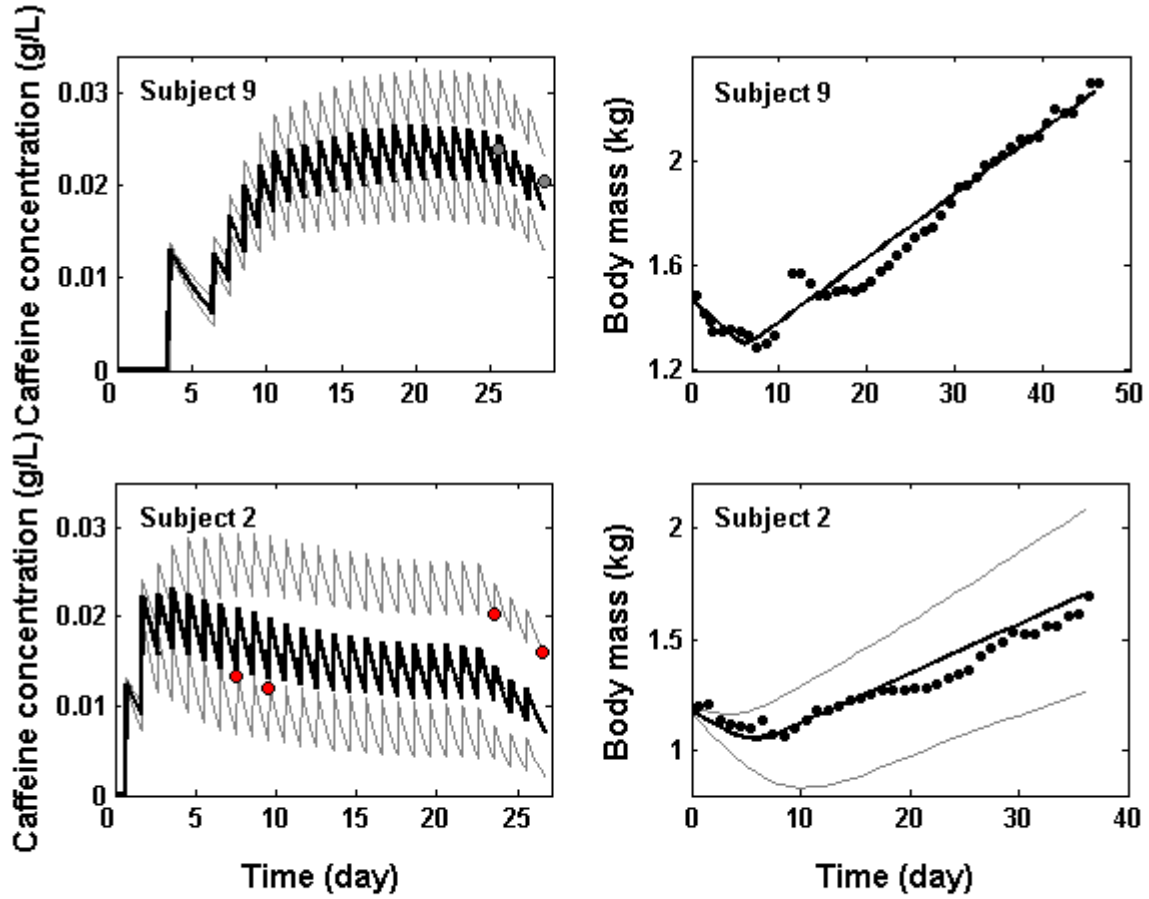 Caffeine concentration (g/L)
Subject 9
0.03
0.02
0.01
0
0 5 10 15 20 25
Body mass (kg)
Subject 9
2
1.6
1.2
0 10 20 30 40 50
Caffeine concentration (g/L)
Subject 2
0.03
0.02
0.01
0
0 5 10 15 20 25
Time (day)
Body mass (kg)
Subject 2
2
1.5
1
0 10 20 30 40
Time (day)